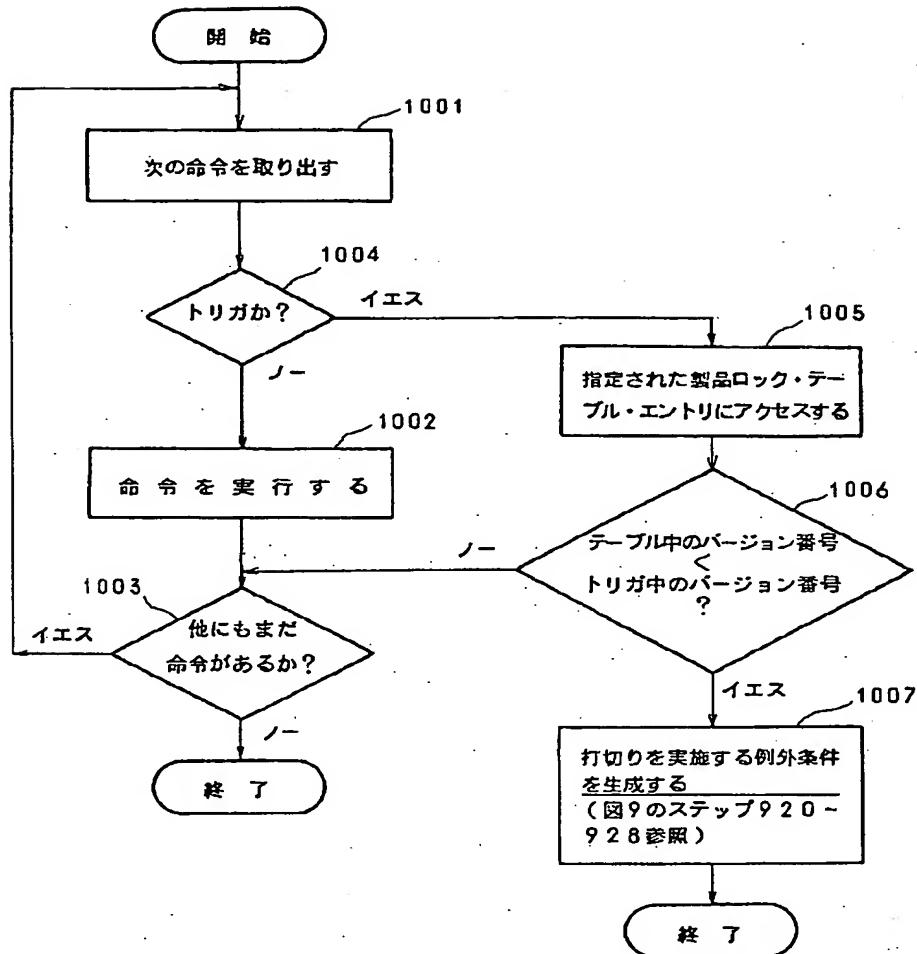 開始
1001
次の命令を取り出す
1004
トリガか?
イエス
ノー
1005
指定された製品ロック・テー
ブル・エントリにアクセスする
1002
命令を実行する
1006
テーブル中のバージョン番号
<
トリガ中のバージョン番号
?
ノー
イエス
1003
他にもまだ
命令があるか?
イエス
ノー
終了
1007
打切りを実施する例外条件
を生成する
(図9のステップ920~
928参照)
終了